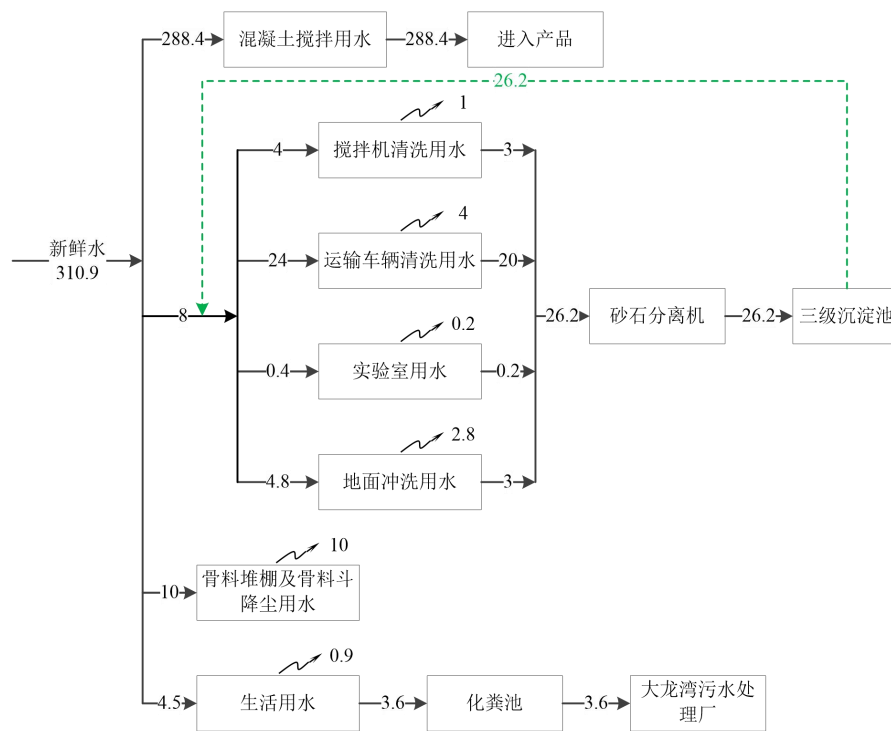 288.4
混凝土搅拌用水
288.4
进入产品
26.2
1
4
搅拌机清洗用水
3
4
新鲜水
310.9
24
运输车辆清洗用水
20
8
26.2
砂石分离机
26.2
三级沉淀池
0.2
0.4
实验室用水
0.2
2.8
4.8
地面冲洗用水
3
10
10
骨料堆棚及骨料斗
降尘用水
0.9
4.5
生活用水
3.6
化粪池
3.6
大龙湾污水处
理厂